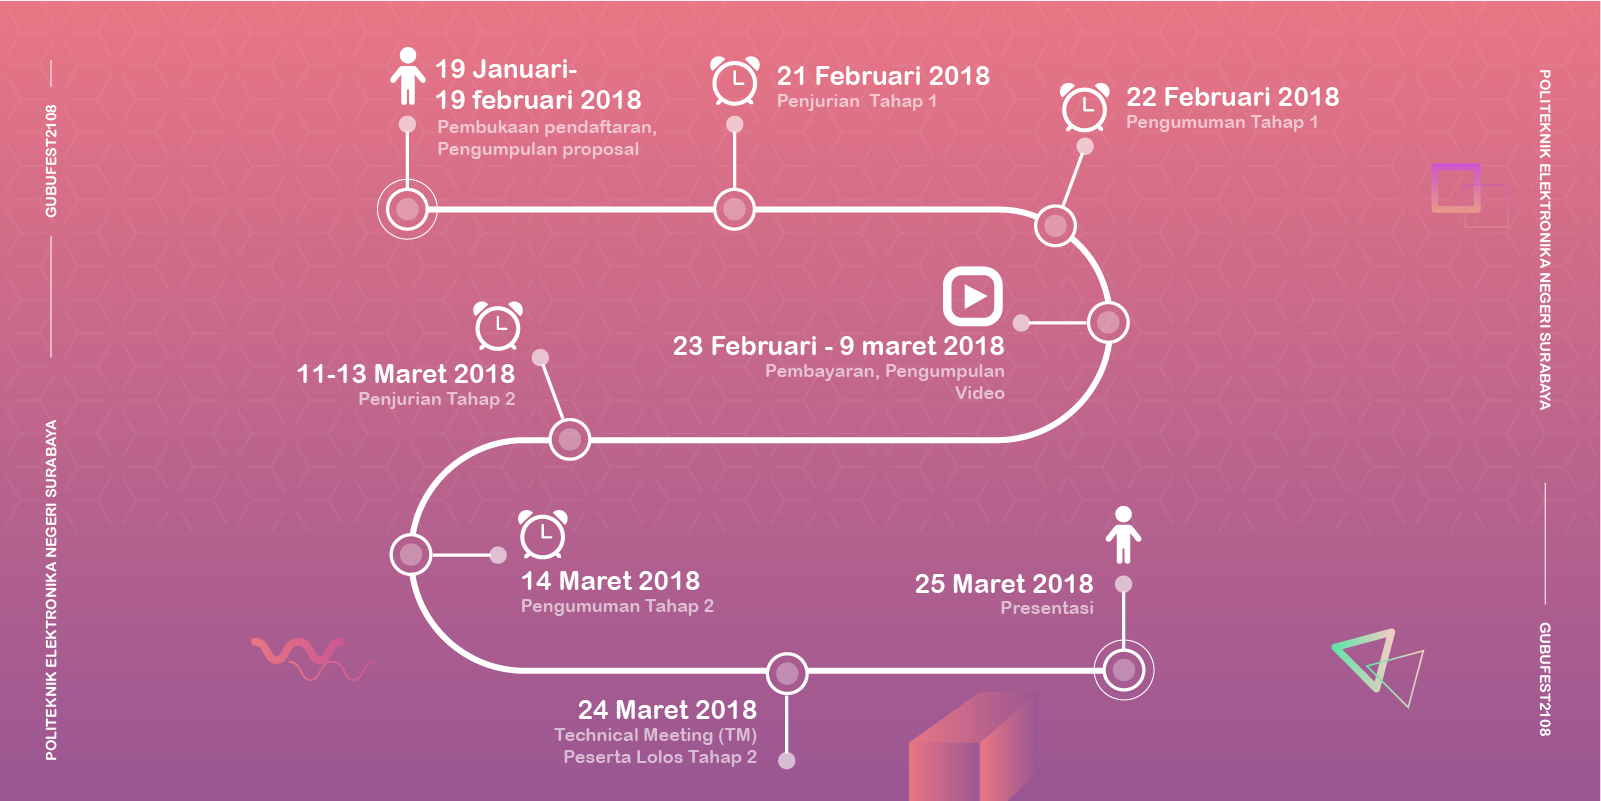 19 Januari-
19 februari 2018
Pembukaan pendaftaran,
Pengumpulan proposal
21 Februari 2018
Penjurian Tahap 1
22 Februari 2018
Pengumuman Tahap 1
23 Februari - 9 maret 2018
Pembayaran, Pengumpulan
Video
11-13 Maret 2018
Penjurian Tahap 2
14 Maret 2018
Pengumuman Tahap 2
24 Maret 2018
Technical Meeting (TM)
Peserta Lolos Tahap 2
25 Maret 2018
Presentasi
GUBUFEST2108
POLITEKNIK ELEKTRONIKA NEGERI SURABAYA
POLITEKNIK ELEKTRONIKA NEGERI SURABAYA
GUBUFEST2108